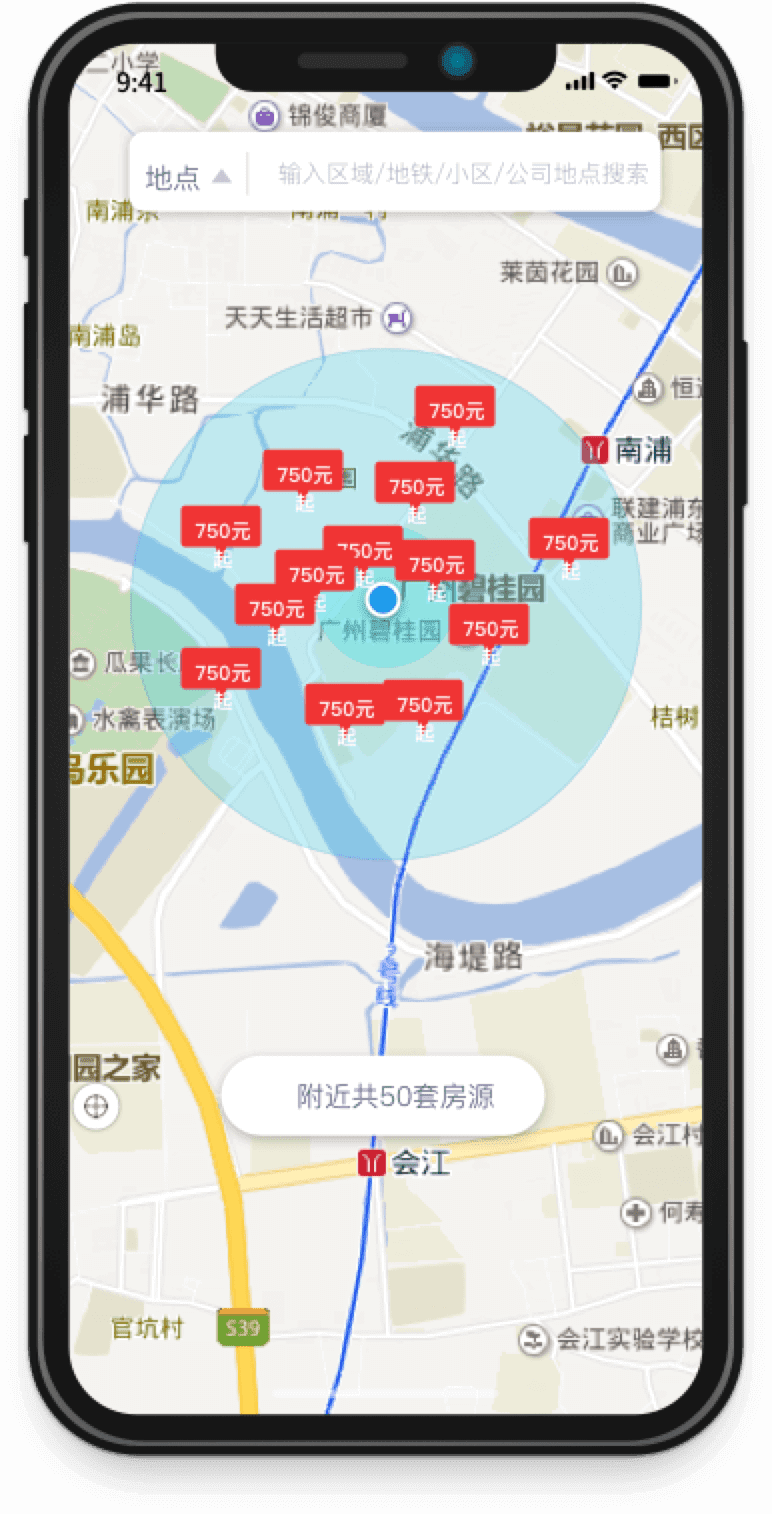 二小学
9:41
锦俊商厦
裕景花园 西区
地点
输入区域/地铁/小区/公司地点搜索
南浦
莱茵花园
天天生活超市
南浦岛
浦华路
恒
750元
起
浦华路
南浦
750元
起
750元
起
联建浦东
商业广场
750元
起
750元
起
750元
起
750元
起
750元
起
碧桂园
750元
起
750元
起
广州碧桂园
瓜果长
750元
起
750元
起
750元
起
水禽表演场
桔树
鸟乐园
2号线
海堤路
园之家
附近共50套房源
会江村
会江
何寿
官坑村
S39
会江实验学校